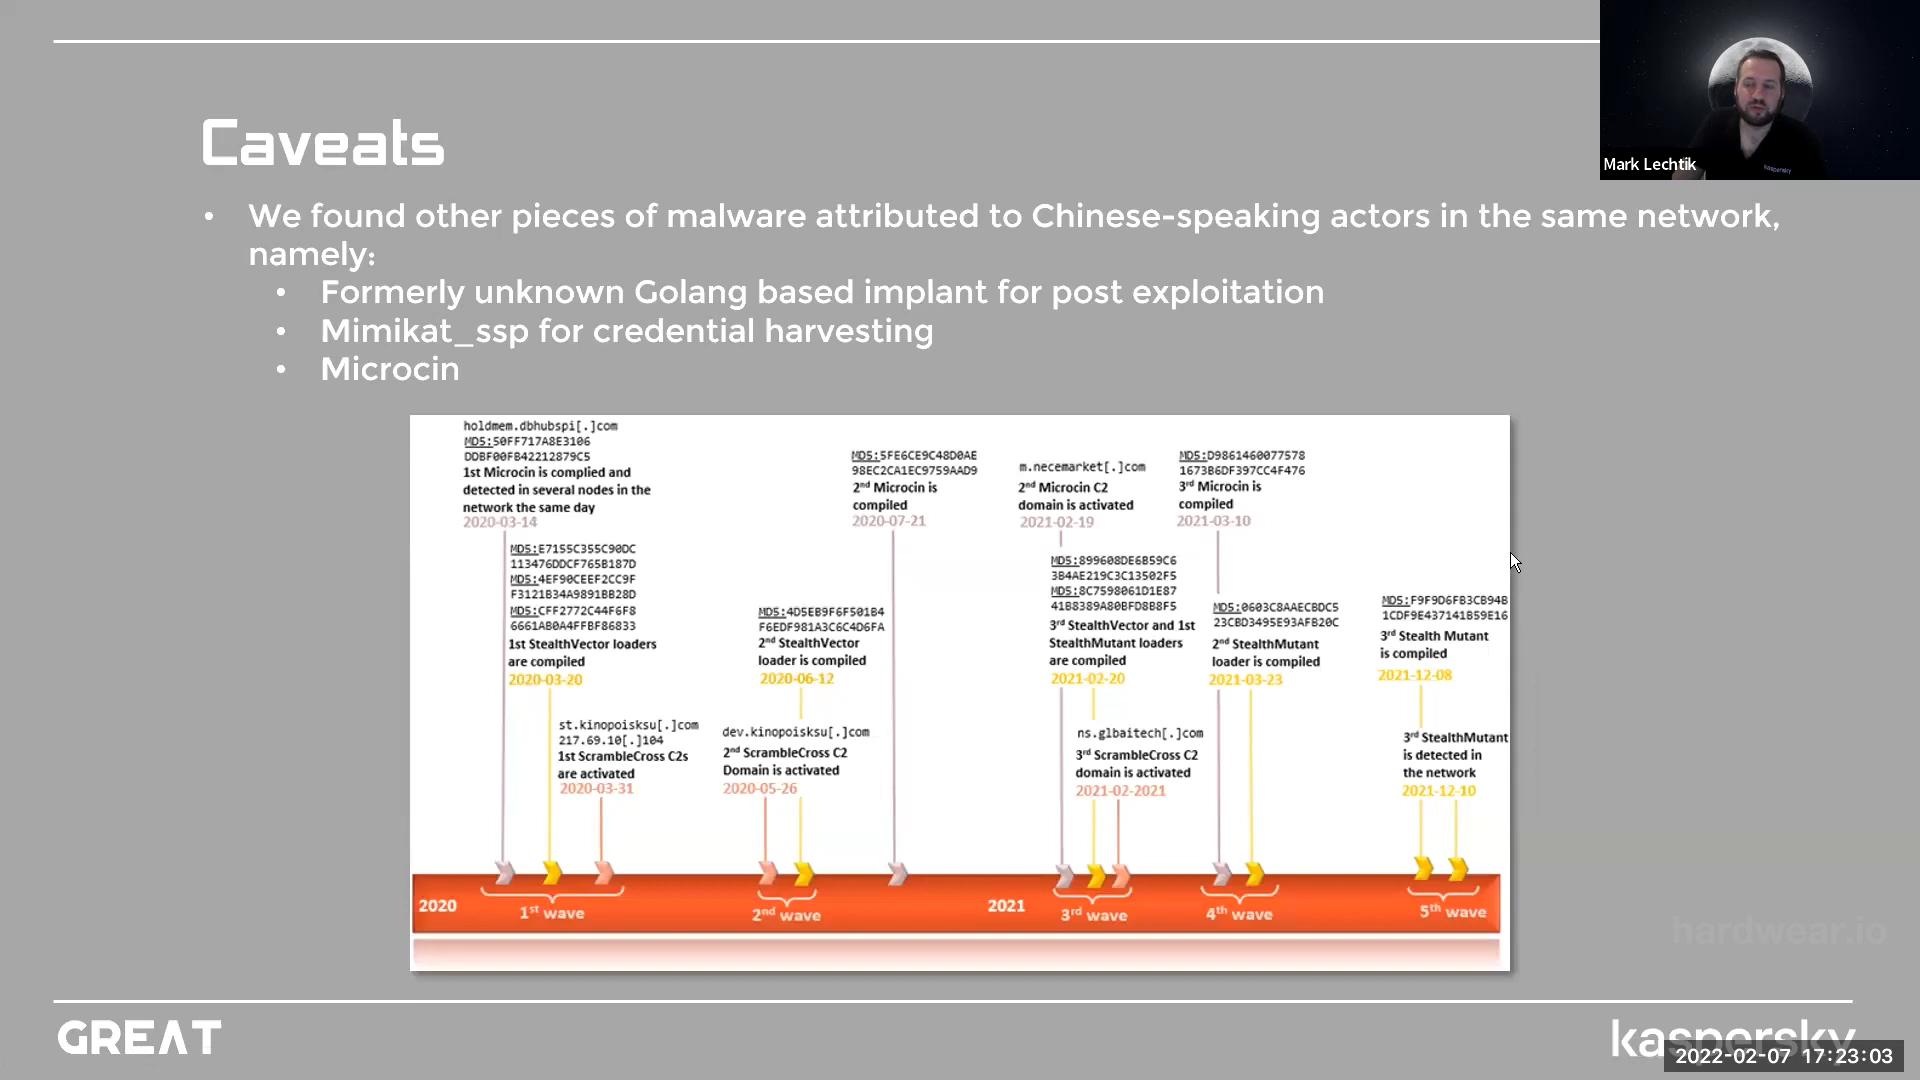 Mark Lechtik
kaspersky
Caveats
• We found other pieces of malware attributed to Chinese-speaking actors in the same network,
namely:
• Formerly unknown Golang based implant for post exploitation
• Mimikat_ssp for credential harvesting
• Microcin
holdmem.dbhubspi[.]com
MD5:50FF717A8E3106
DDBF00FB42212879C5
1st Microcin is complied and
detected in several nodes in the
network the same day
2020-03-14
MD5:E7155C355C90DC
113476DDCF765B187D
MD5:4EF90CEEF2CC9F
F3121B34A9891BB28D
MD5:CFF2772C44F6F8
6661AB0A4FFBF86833
1st StealthVector loaders
are compiled
2020-03-20
st.kinopoisksu[.]com
217.69.10[.]104
1st ScrambleCross C2s
are activated
2020-03-31
MD5:4D5EB9F6F501B4
F6EDF981A3C6C4D6FA
2nd StealthVector
loader is compiled
2020-06-12
dev.kinopoisksu[.]com
2nd ScrambleCross C2
Domain is activated
2020-05-26
MD5:5FE6CE9C48D0AE
98EC2CA1EC9759AAD9
2nd Microcin is
compiled
2020-07-21
m.necemarket[.]com
2nd Microcin C2
domain is activated
2021-02-19
MD5:899608DE6B59C6
3B4AE219C3C13502F5
MD5:8C7598061D1E87
41B8389A80BFD8B8F5
3rd StealthVector and 1st
StealthMutant loaders
are compiled
2021-02-20
ns.glbaitech[.]com
3rd ScrambleCross C2
domain is activated
2021-02-2021
MD5:D9861460077578
1673B6DF397CC4F476
3rd Microcin is
compiled
2021-03-10
MD5:0603C8AAECBDC5
23CBD3495E93AFB20C
2nd StealthMutant
loader is compiled
2021-03-23
MD5:F9F9D6FB3CB94B
1CDF9E437141B59E16
3rd Stealth Mutant
is compiled
2021-12-08
3rd StealthMutant
is detected in
the network
2021-12-10
2020
1st wave
2nd wave
2021
3rd wave
4th wave
5th wave
hardwear.io
GREAT
kaspersky
2022-02-07 17:23:03